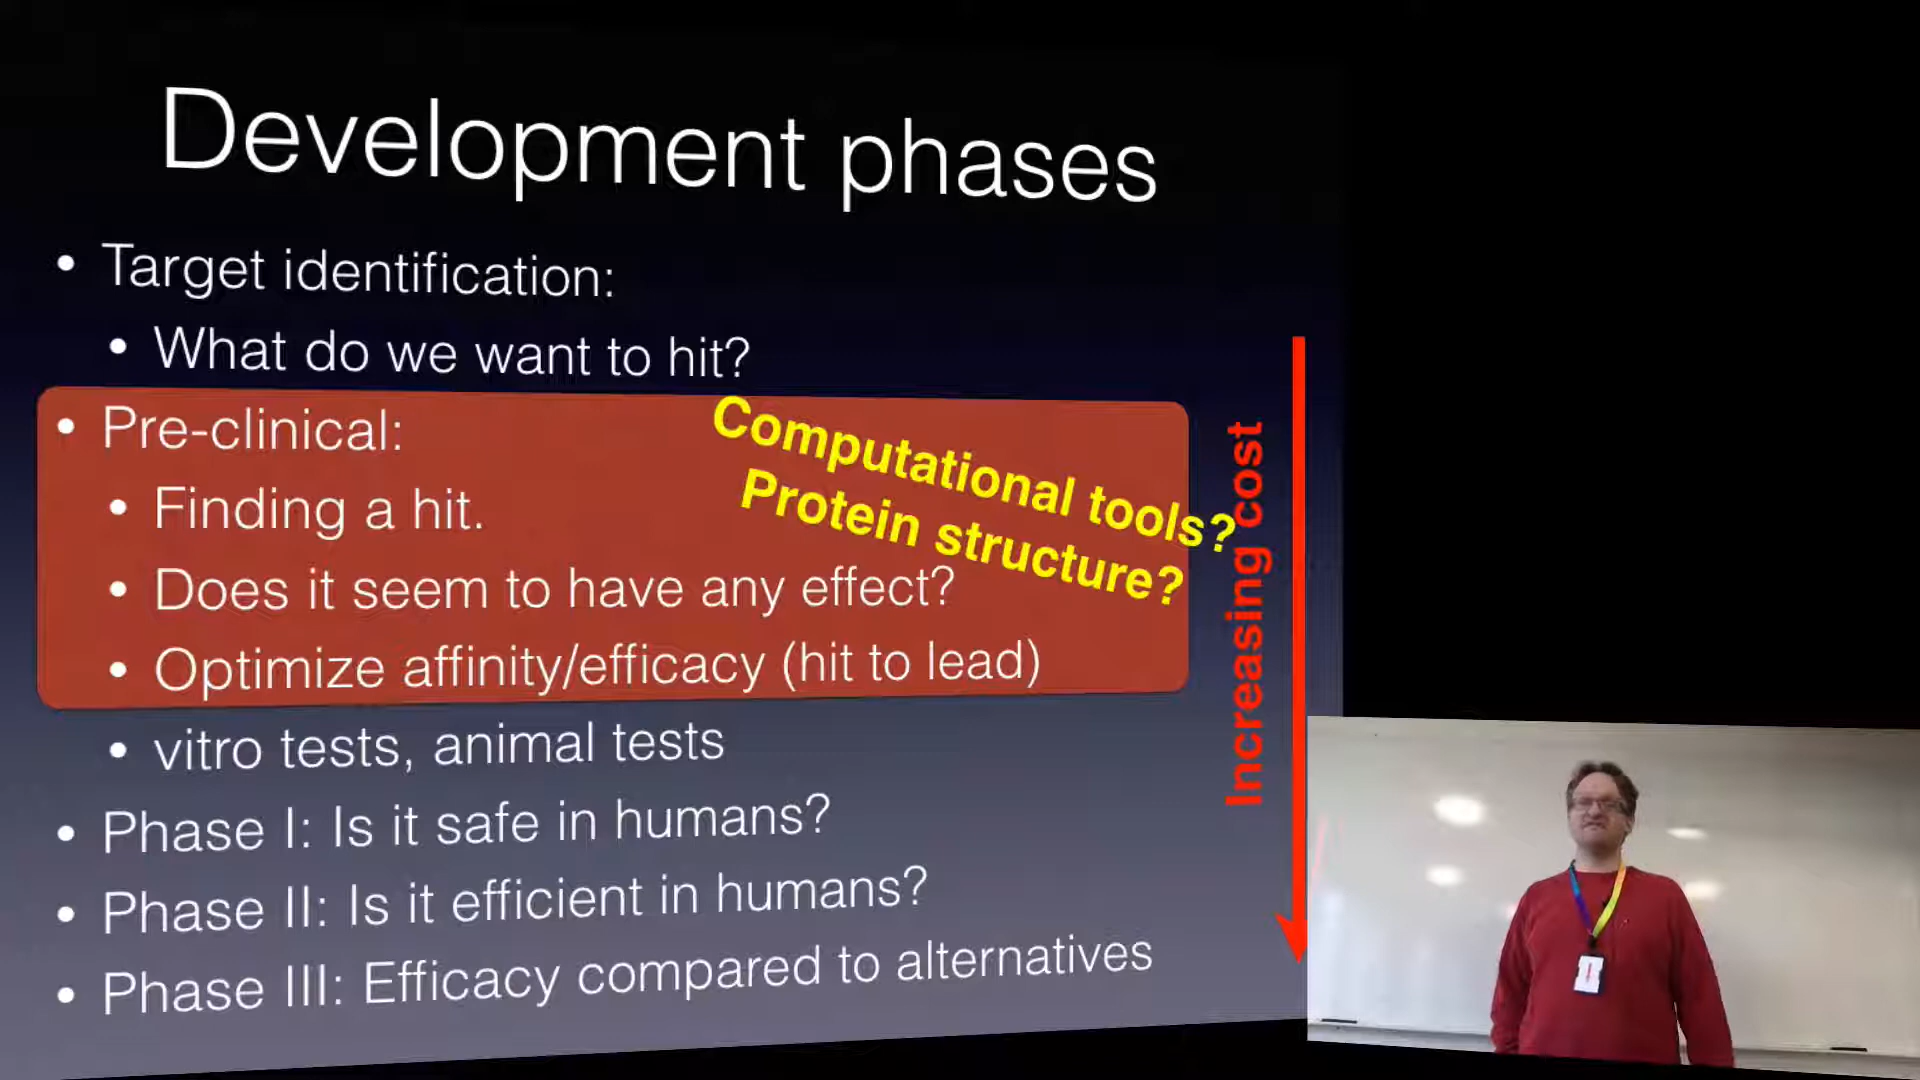 Development phases
• Target identification:
• What do we want to hit?
• Pre-clinical:
• Finding a hit.
• Does it seem to have any effect?
• Optimize affinity/efficacy (hit to lead)
• vitro tests, animal tests
• Phase I: Is it safe in humans?
• Phase II: Is it efficient in humans?
• Phase III: Efficacy compared to alternatives
Computational tools?
Protein structure?
Increasing cost